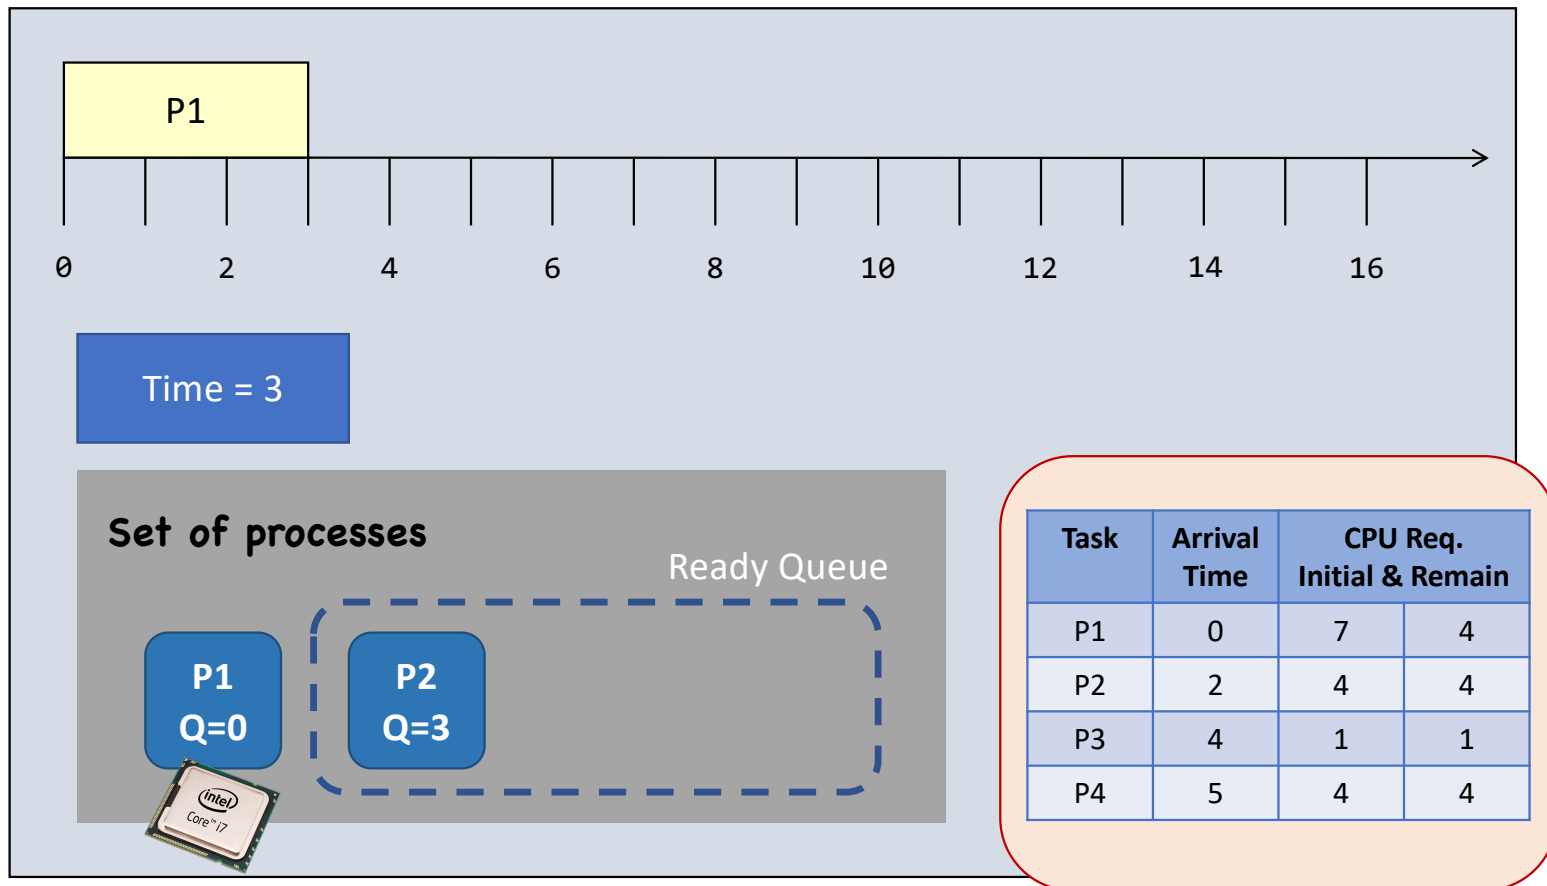 P1
0 2 4 6 8 10 12 14 16
Time = 3
Set of processes
Ready Queue
P1
Q=0
P2
Q=3
intel
Core™ i7
Task Arrival Time CPU Req. Initial & Remain
P1 0 7 4
P2 2 4 4
P3 4 1 1
P4 5 4 4